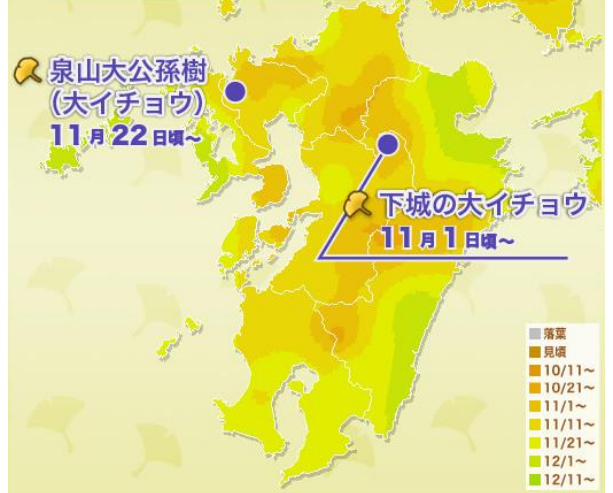 泉山大公孫樹
(大イチョウ)
11月22日頃~
下城の大イチョウ
11月1日頃~
落葉
見頃
10/11~
10/21~
11/1~
11/11~
11/21~
12/1~
12/11~